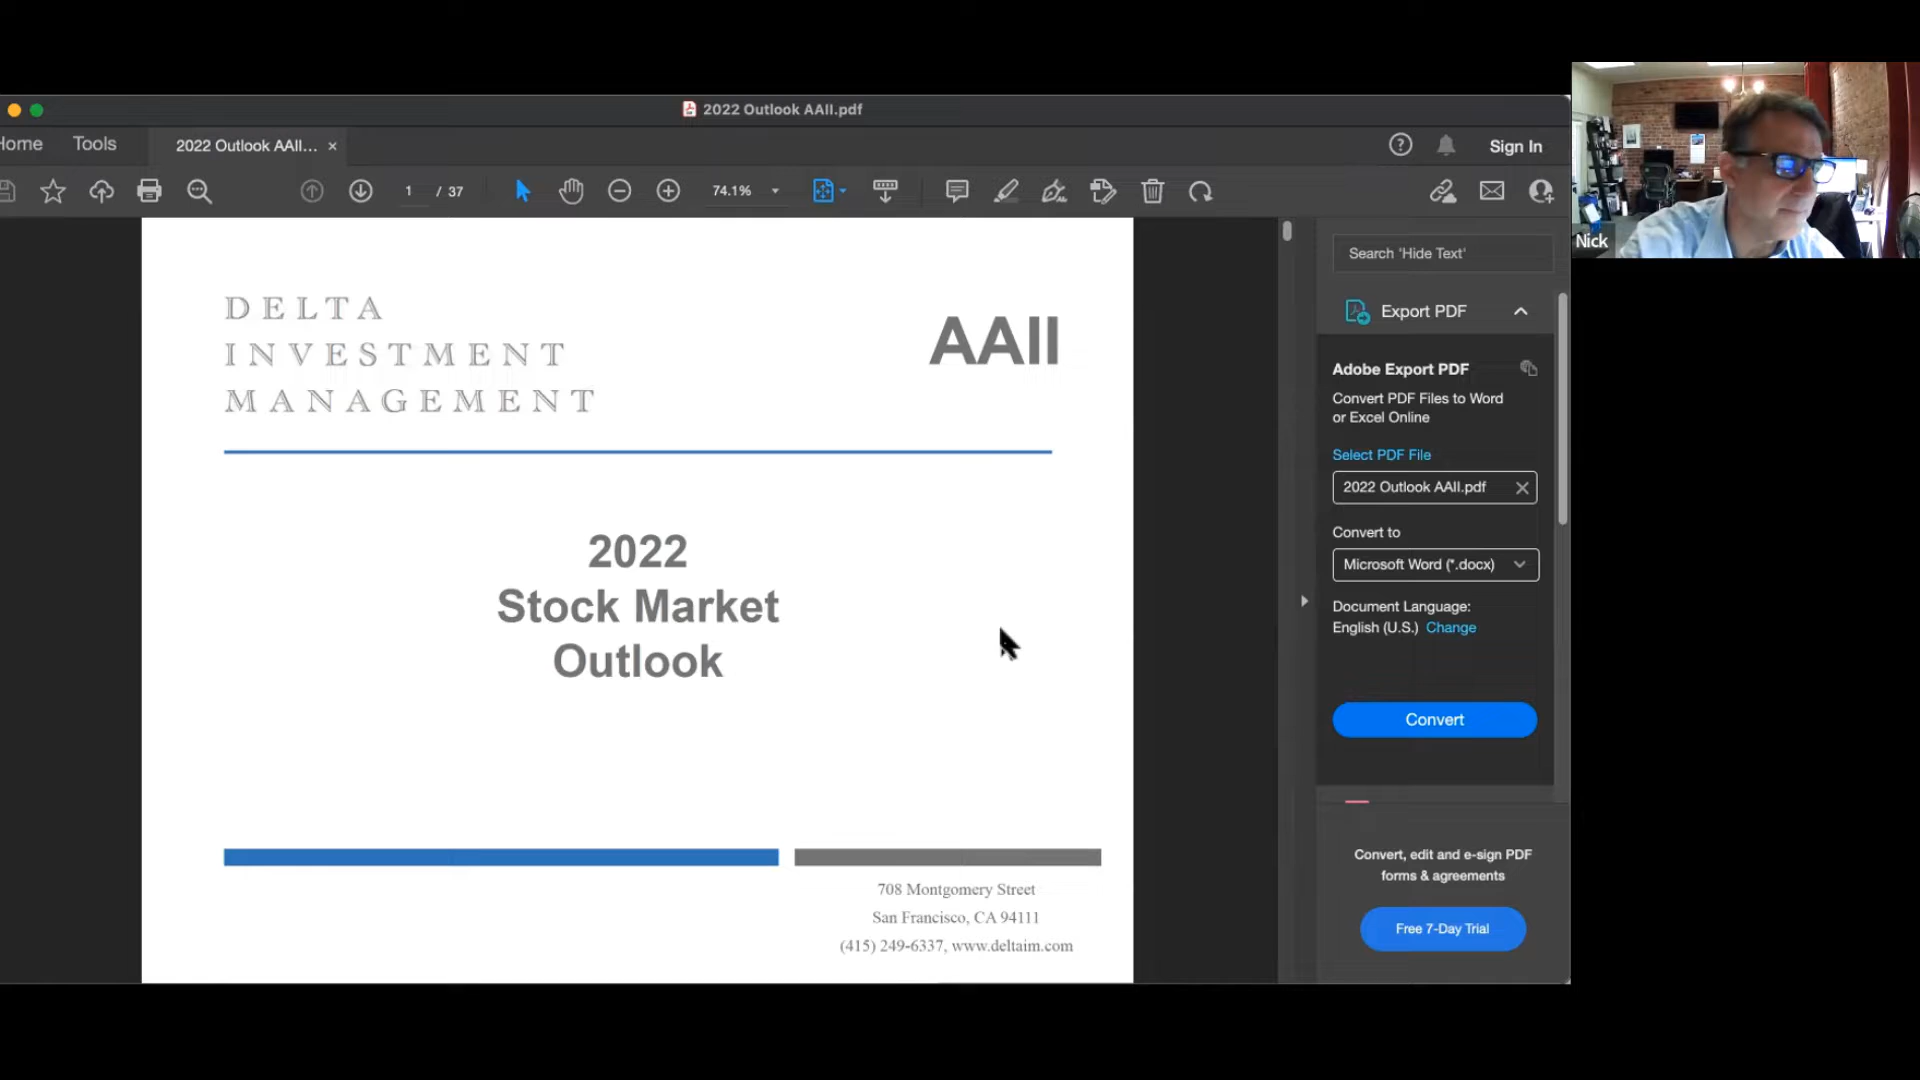 2022 Outlook AAII.pdf
Home Tools 2022 Outlook AAII... × Sign In
1 / 37 74.1%
Nick
DELTA
INVESTMENT
MANAGEMENT
AAII
2022
Stock Market
Outlook
708 Montgomery Street
San Francisco, CA 94111
(415) 249-6337, www.deltaim.com
Search 'Hide Text'
Export PDF
Adobe Export PDF
Convert PDF Files to Word
or Excel Online
Select PDF File
2022 Outlook AAII.pdf
Convert to
Microsoft Word (*.docx)
Document Language:
English (U.S.) Change
Convert
Convert, edit and e-sign PDF
forms & agreements
Free 7-Day Trial